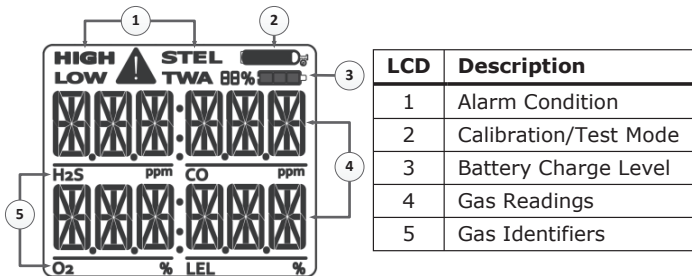 1
2
HIGH STEL
LOW TWA 88%
3
4
H2S ppm CO ppm
5
O2 % LEL %
LCD Description
1 Alarm Condition
2 Calibration/Test Mode
3 Battery Charge Level
4 Gas Readings
5 Gas Identifiers